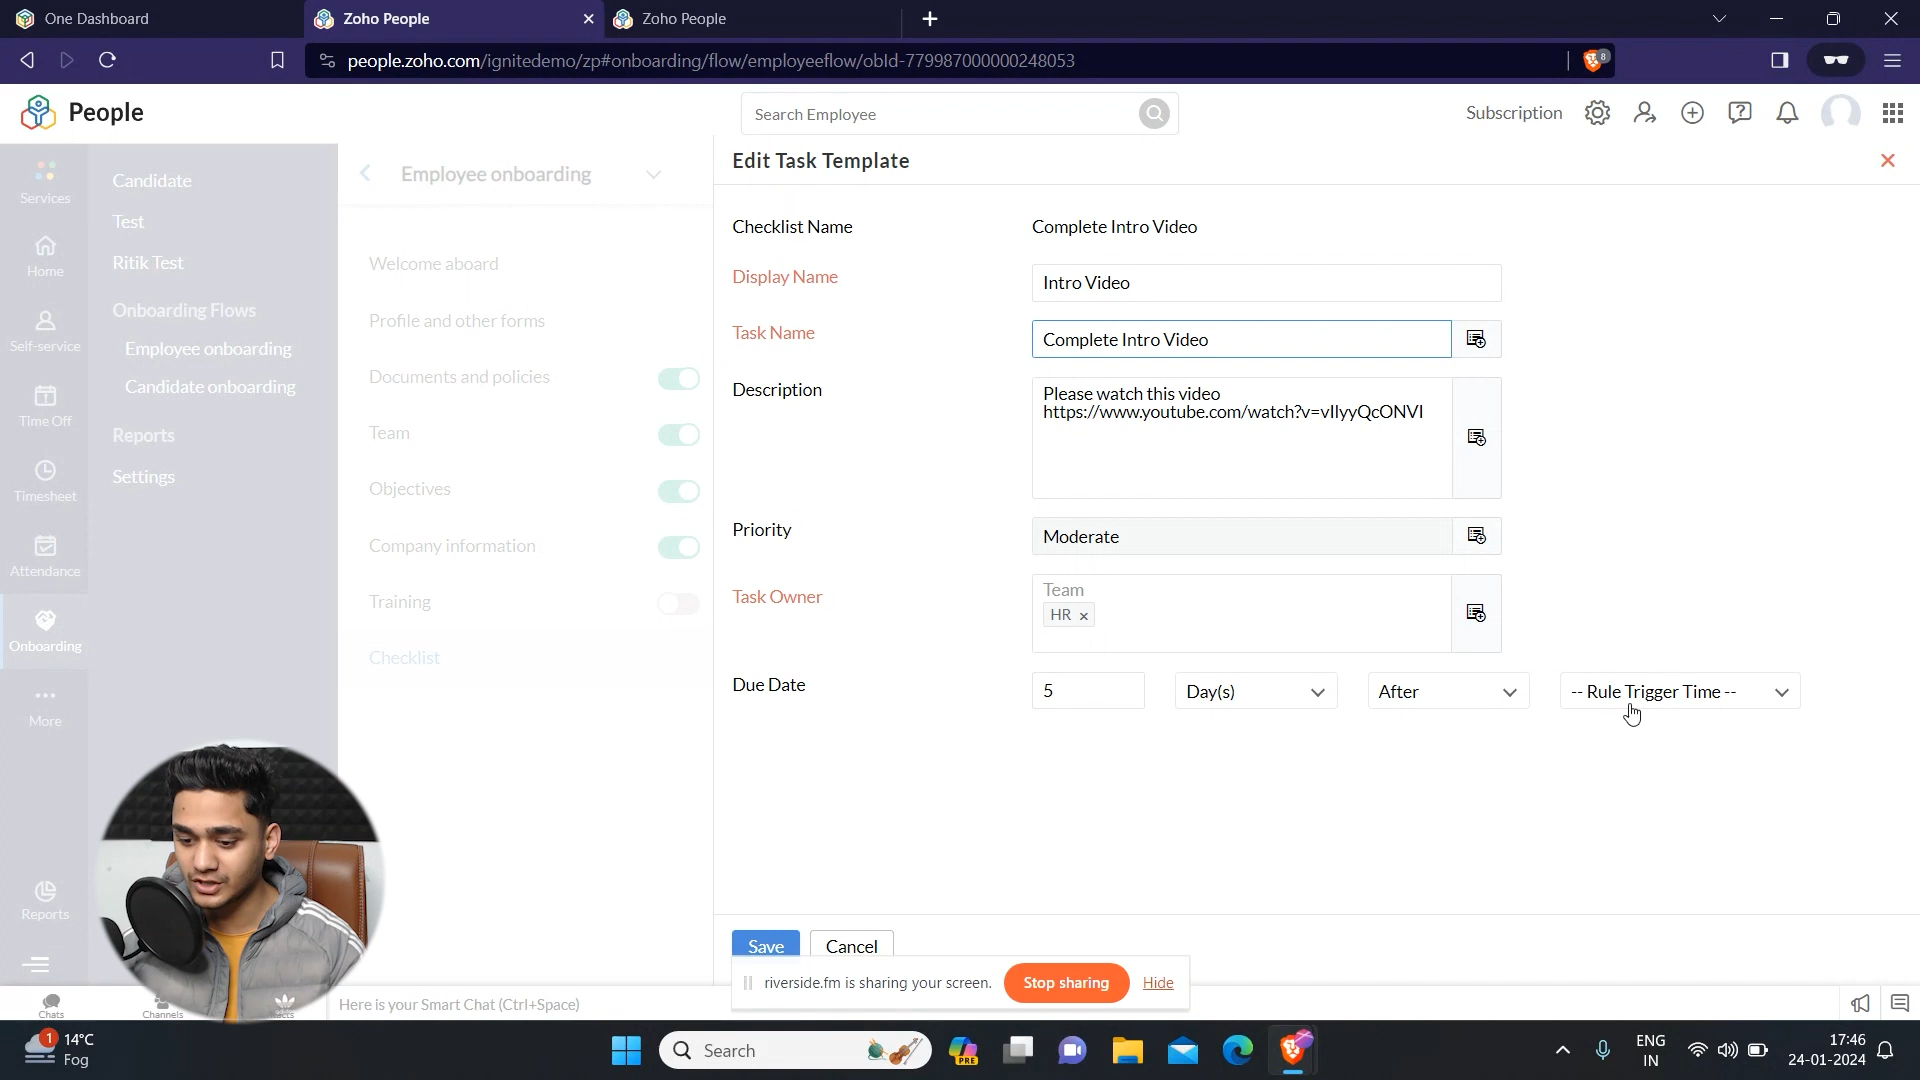 One Dashboard
Zoho People
Zoho People
people.zoho.com/ignitedemo/zp#onboarding/flow/employeeflow/obId-779987000000248053
8
People
Search Employee
Subscription
Services
Home
Self-service
Time Off
Timesheet
Attendance
Onboarding
More
Reports
Candidate
Test
Ritik Test
Onboarding Flows
Employee onboarding
Candidate onboarding
Reports
Settings
Employee onboarding
Welcome aboard
Profile and other forms
Documents and policies
Team
Objectives
Company information
Training
Checklist
Edit Task Template
Checklist Name
Complete Intro Video
Display Name
Intro Video
Task Name
Complete Intro Video
Description
Please watch this video
https://www.youtube.com/watch?v=vIlyyQcONVI
Priority
Moderate
Task Owner
Team
HR ×
Due Date
5
Day(s)
After
-- Rule Trigger Time --
Save
Cancel
riverside.fm is sharing your screen.
Stop sharing
Hide
Chats
Channels
Here is your Smart Chat (Ctrl+Space)
1
14°C
Fog
Search
PRE
ENG
IN
17:46
24-01-2024